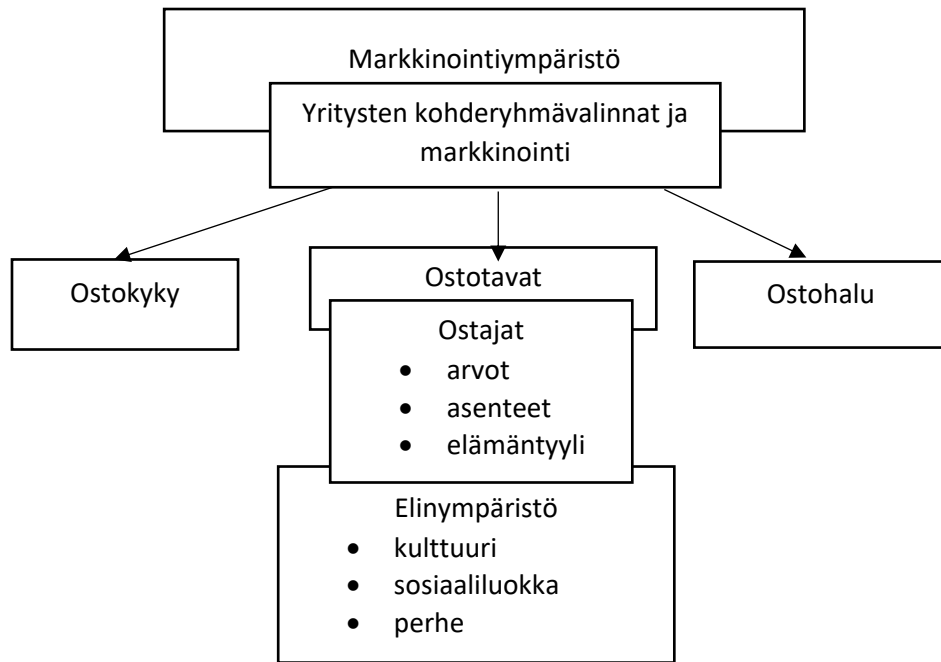 Markkinointiympäristö
Yritysten kohderyhmävalinnat ja
markkinointi
Ostokyky
Ostotavat
Ostohalu
Ostajat
• arvot
• asenteet
• elämäntyyli
Elinympäristö
• kulttuuri
• sosiaaliluokka
• perhe